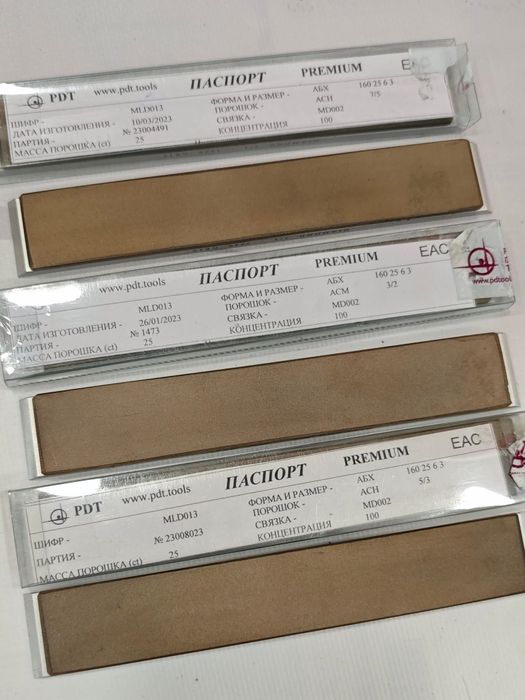 PDT www.pdt.tools ПАСПОРТ PREMIUM EAC
ШИФР - MLD013 ФОРМА И РАЗМЕР - АБХ 160 25 6 3
ДАТА ИЗГОТОВЛЕНИЯ - 10/03/2023 ПОРОШОК - АСН 7/5
ПАРТИЯ - № 23004491 СВЯЗКА - MD002
МАССА ПОРОШКА (ct) 25 КОНЦЕНТРАЦИЯ 100
www.pdt.tools ПАСПОРТ PREMIUM EAC
ШИФР - MLD013 ФОРМА И РАЗМЕР - АБХ 160 25 6 3
ДАТА ИЗГОТОВЛЕНИЯ - 26/01/2023 ПОРОШОК - АСМ 3/2
ПАРТИЯ - № 1473 СВЯЗКА - MD002
МАССА ПОРОШКА (ct) 25 КОНЦЕНТРАЦИЯ 100
www.pdt.tools
PDT www.pdt.tools ПАСПОРТ PREMIUM EAC
ШИФР - MLD013 ФОРМА И РАЗМЕР - АБХ 160 25 6 3
ПОРОШОК - АСН 5/3
ПАРТИЯ - № 23008023 СВЯЗКА - MD002
МАССА ПОРОШКА (ct) 25 КОНЦЕНТРАЦИЯ 100